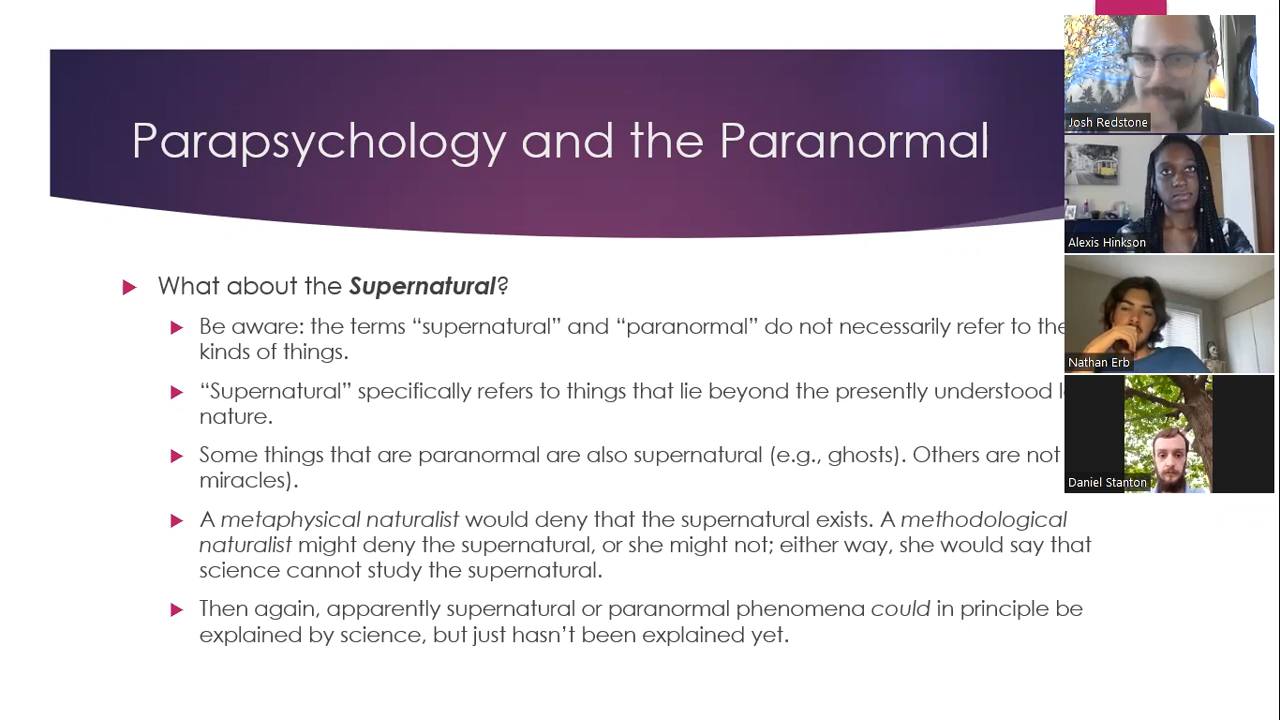 Parapsychology and the Paranormal
What about the Supernatural?
Be aware: the terms “supernatural” and “paranormal” do not necessarily refer to the
kinds of things.
“Supernatural” specifically refers to things that lie beyond the presently understood
nature.
Some things that are paranormal are also supernatural (e.g., ghosts). Others are not
miracles).
A metaphysical naturalist would deny that the supernatural exists. A methodological
naturalist might deny the supernatural, or she might not; either way, she would say that
science cannot study the supernatural.
Then again, apparently supernatural or paranormal phenomena could in principle be
explained by science, but just hasn’t been explained yet.
Josh Redstone
Alexis Hinkson
Nathan Erb
Daniel Stanton